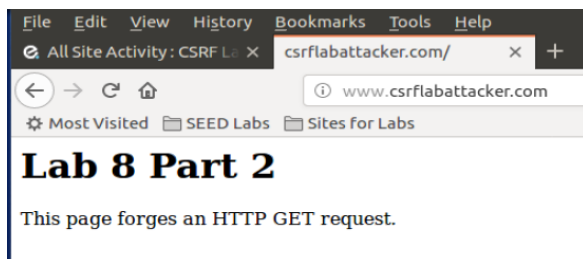 File Edit View History Bookmarks Tools Help
All Site Activity : CSRF La × csrflabattacker.com/ × +
www.csrflabattacker.com
Most Visited SEED Labs Sites for Labs
Lab 8 Part 2
This page forges an HTTP GET request.